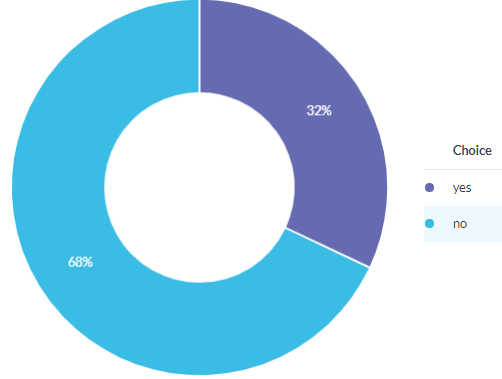 32%
68%
Choice
yes
no